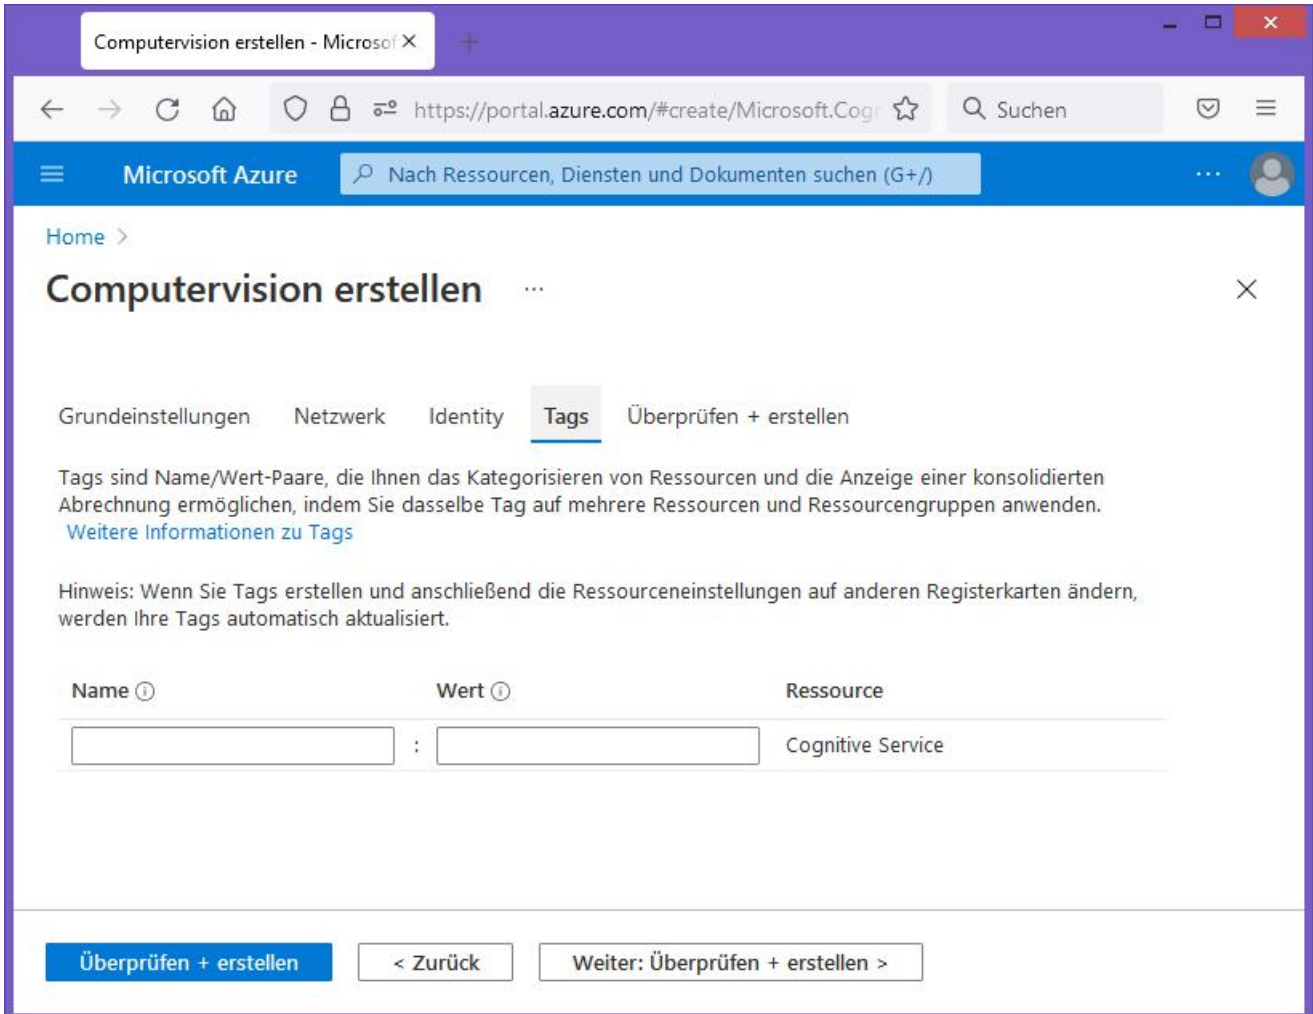 Computervision erstellen - Microsof
https://portal.azure.com/#create/Microsoft.Cogn
Suchen
Microsoft Azure
Nach Ressourcen, Diensten und Dokumenten suchen (G+/)
Home >
Computervision erstellen ...
Grundeinstellungen Netzwerk Identity Tags Überprüfen + erstellen
Tags sind Name/Wert-Paare, die Ihnen das Kategorisieren von Ressourcen und die Anzeige einer konsolidierten
Abrechnung ermöglichen, indem Sie dasselbe Tag auf mehrere Ressourcen und Ressourcengruppen anwenden.
Weitere Informationen zu Tags
Hinweis: Wenn Sie Tags erstellen und anschließend die Ressourceneinstellungen auf anderen Registerkarten ändern,
werden Ihre Tags automatisch aktualisiert.
Name Wert Ressource
: Cognitive Service
Überprüfen + erstellen < Zurück Weiter: Überprüfen + erstellen >